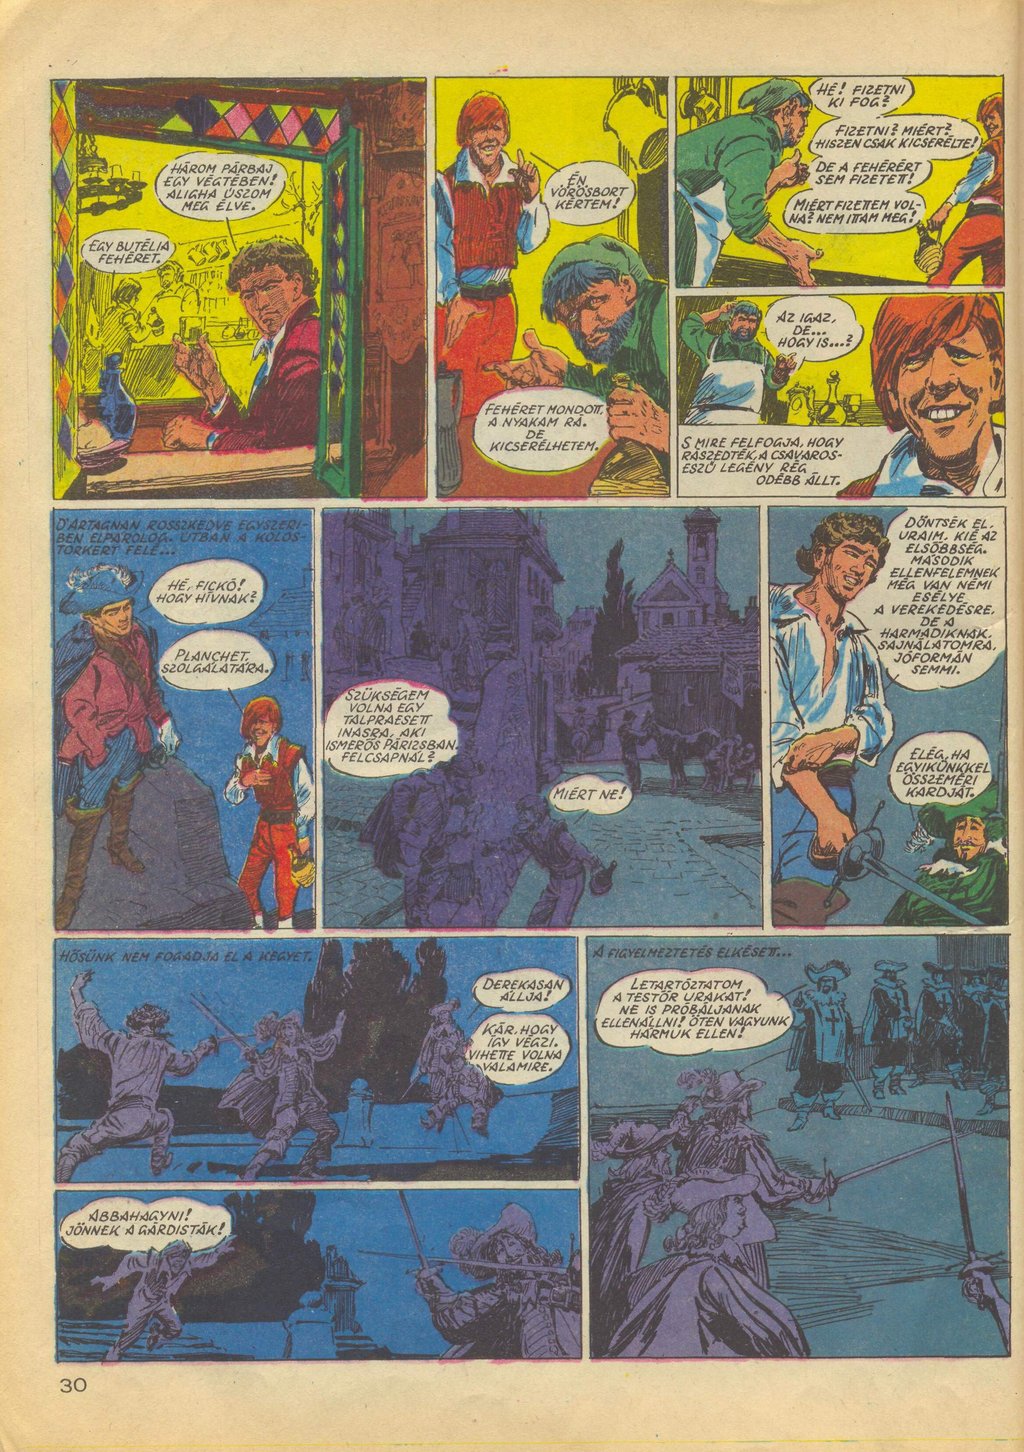 HÁROM PÁRBAJ
EGY VÉGTÉBEN!
ALIGHA ÚSZOM
MEG ÉLVE.
EGY BUTÉLIA
FEHÉRET.
ÉN
VÖRÖSBORT
KÉRTEM!
FEHÉRET MONDOTT,
A NYAKAM RÁ.
DE
KICSERÉLHETEM.
HÉ! FIZETNI
KI FOG?
FIZETNI? MIÉRT?
HISZEN CSAK KICSERÉLTE!
DE A FEHÉRÉRT
SEM FIZETETT!
MIÉRT FIZETTEM VOL-
NA? NEM ITTAM MEG!
AZ IGAZ,
DE...
HOGY IS...?
S MIRE FELFOGJA, HOGY
RÁSZEDTÉK, A CSAVAROS-
ESZŰ LEGÉNY RÉG
ODÉBB ÁLLT.
D'ARTAGNAN ROSSZKEDVE EGYSZERI-
BEN ELPÁROLOG. ÚTBAN A KOLOS-
TORKERT FELÉ...
HÉ, FICKÓ!
HOGY HÍVNAK?
PLANCHET,
SZOLGÁLATÁRA.
SZÜKSÉGEM
VOLNA EGY
TALPRAESETT
INASRA, AKI
ISMERŐS PÁRIZSBAN.
FELCSAPNÁL?
MIÉRT NE!
DÖNTSÉK EL,
URAIM, KIÉ AZ
ELSŐBBSÉG.
MÁSODIK
ELLENFELEMNEK
MÉG VAN NÉMI
ESÉLYE
A VEREKEDÉSRE,
DE A
HARMADIKNAK,
SAJNÁLATOMRA,
JÓFORMÁN
SEMMI.
ELÉG, HA
EGYIKÜNKKEL
ÖSSZEMÉRI
KARDJÁT.
HŐSÜNK NEM FOGADJA EL A KEGYET.
DEREKASAN
ÁLLJA!
KÁR, HOGY
ÍGY VÉGZI.
VIHETTE VOLNA
VALAMIRE.
ABBAHAGYNI!
JÖNNEK A GÁRDISTÁK!
A FIGYELMEZTETÉS ELKÉSETT...
LETARTÓZTATOM
A TESTŐR URAKAT!
NE IS PRÓBÁLJANAK
ELLENÁLLNI! ÖTEN VAGYUNK
HÁRMUK ELLEN!
30